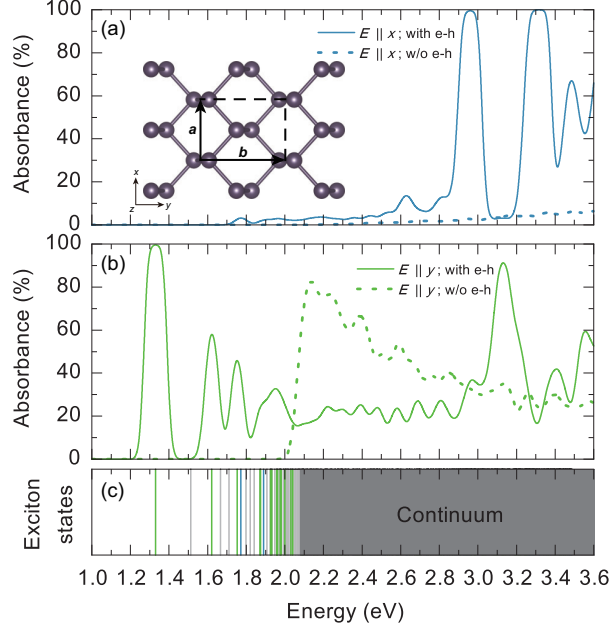 (a)
E || x ; with e-h
E || x ; w/o e-h
100
80
60
40
20
0
Absorbance (%)
a
b
x
z
y
(b)
E || y ; with e-h
E || y ; w/o e-h
100
80
60
40
20
0
Absorbance (%)
(c)
Exciton
states
Continuum
1.0 1.2 1.4 1.6 1.8 2.0 2.2 2.4 2.6 2.8 3.0 3.2 3.4 3.6
Energy (eV)